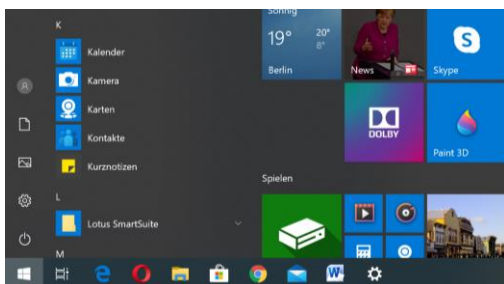 K
Kalender
Kamera
Karten
Kontakte
Kurznotizen
L
Lotus SmartSuite
M
Sonnig
19° 20°
8°
Berlin
News
Skype
DOLBY
Paint 3D
Spielen